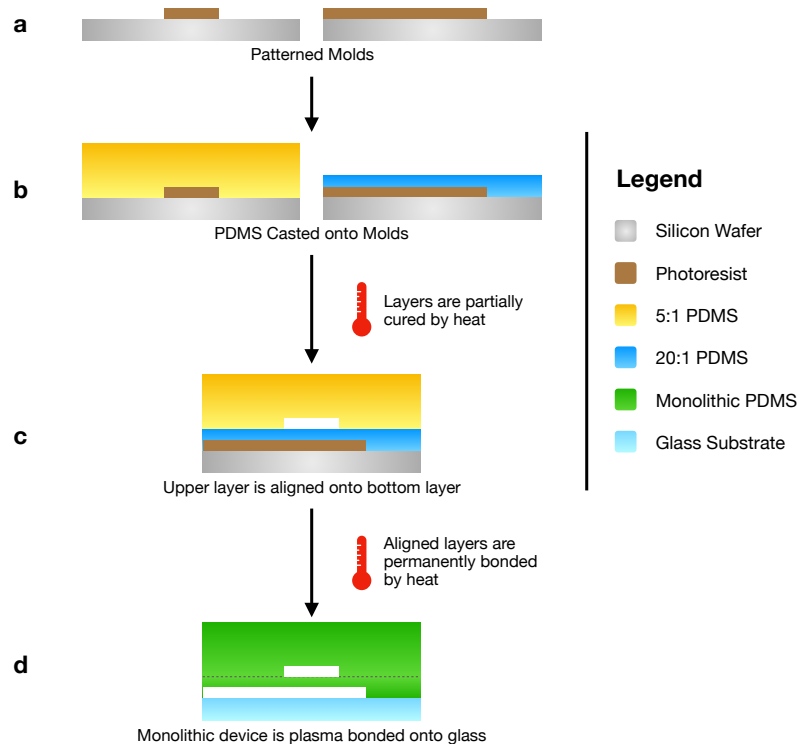 a
Patterned Molds
b
PDMS Casted onto Molds
Layers are partially
cured by heat
c
Upper layer is aligned onto bottom layer
Aligned layers are
permanently bonded
by heat
d
Monolithic device is plasma bonded onto glass
Legend
Silicon Wafer
Photoresist
5:1 PDMS
20:1 PDMS
Monolithic PDMS
Glass Substrate